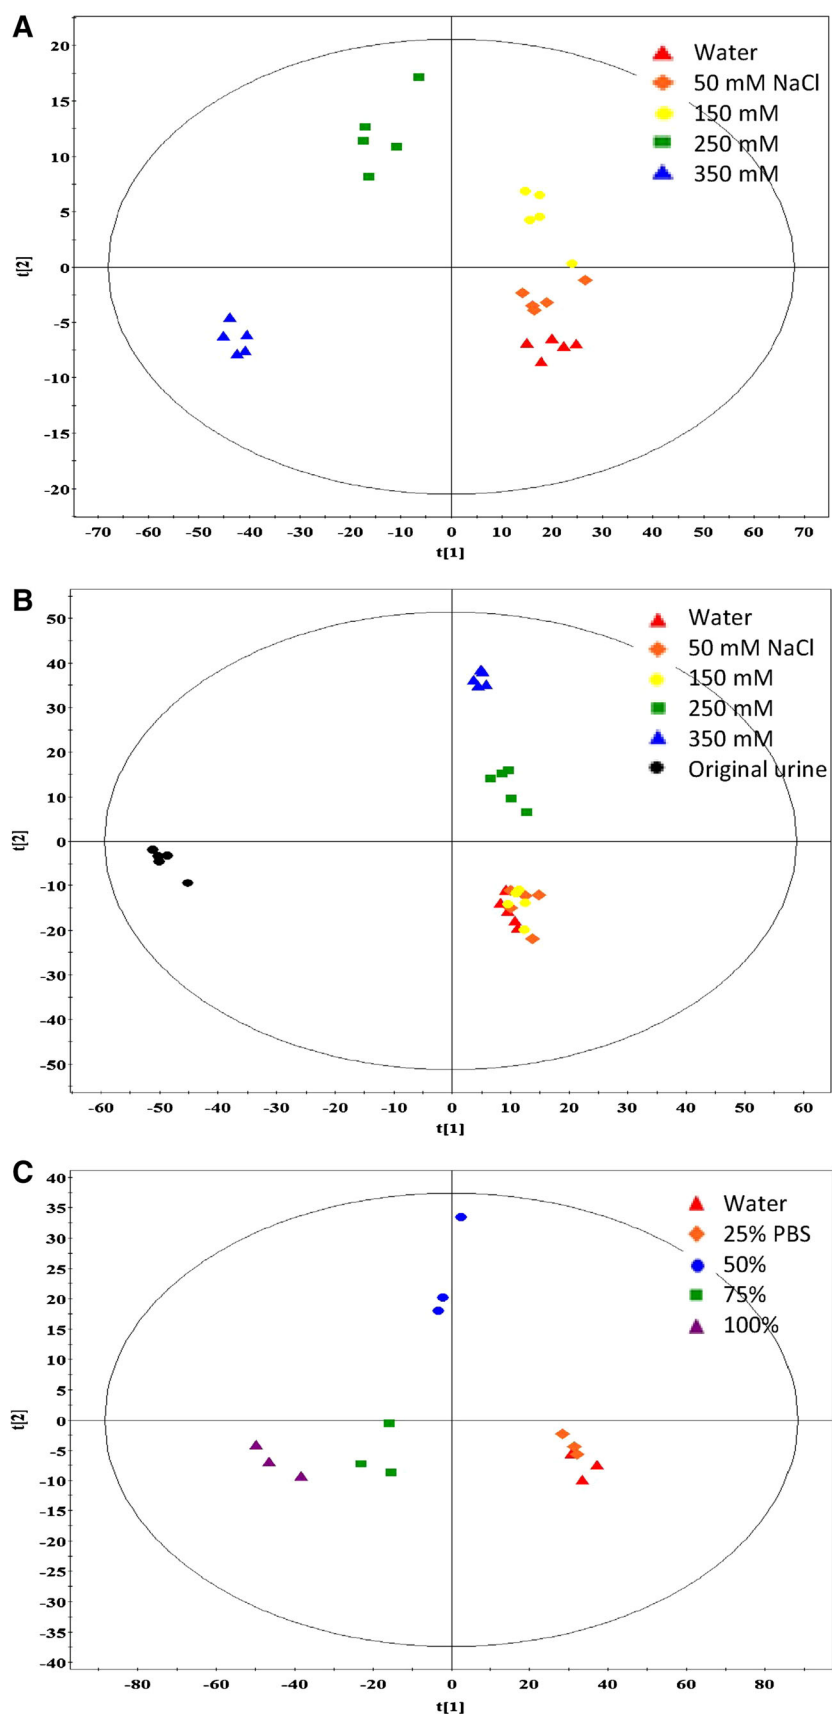 A
Water
50 mM NaCl
150 mM
250 mM
350 mM
20
15
10
5
0
-5
-10
-15
-20
t[2]
-70 -60 -50 -40 -30 -20 -10 0 10 20 30 40 50 60 70
t[1]
B
Water
50 mM NaCl
150 mM
250 mM
350 mM
Original urine
50
40
30
20
10
0
-10
-20
-30
-40
-50
t[2]
-60 -50 -40 -30 -20 -10 0 10 20 30 40 50 60
t[1]
C
Water
25% PBS
50%
75%
100%
40
35
30
25
20
15
10
5
0
-5
-10
-15
-20
-25
-30
-35
-40
t[2]
-80 -60 -40 -20 0 20 40 60 80
t[1]